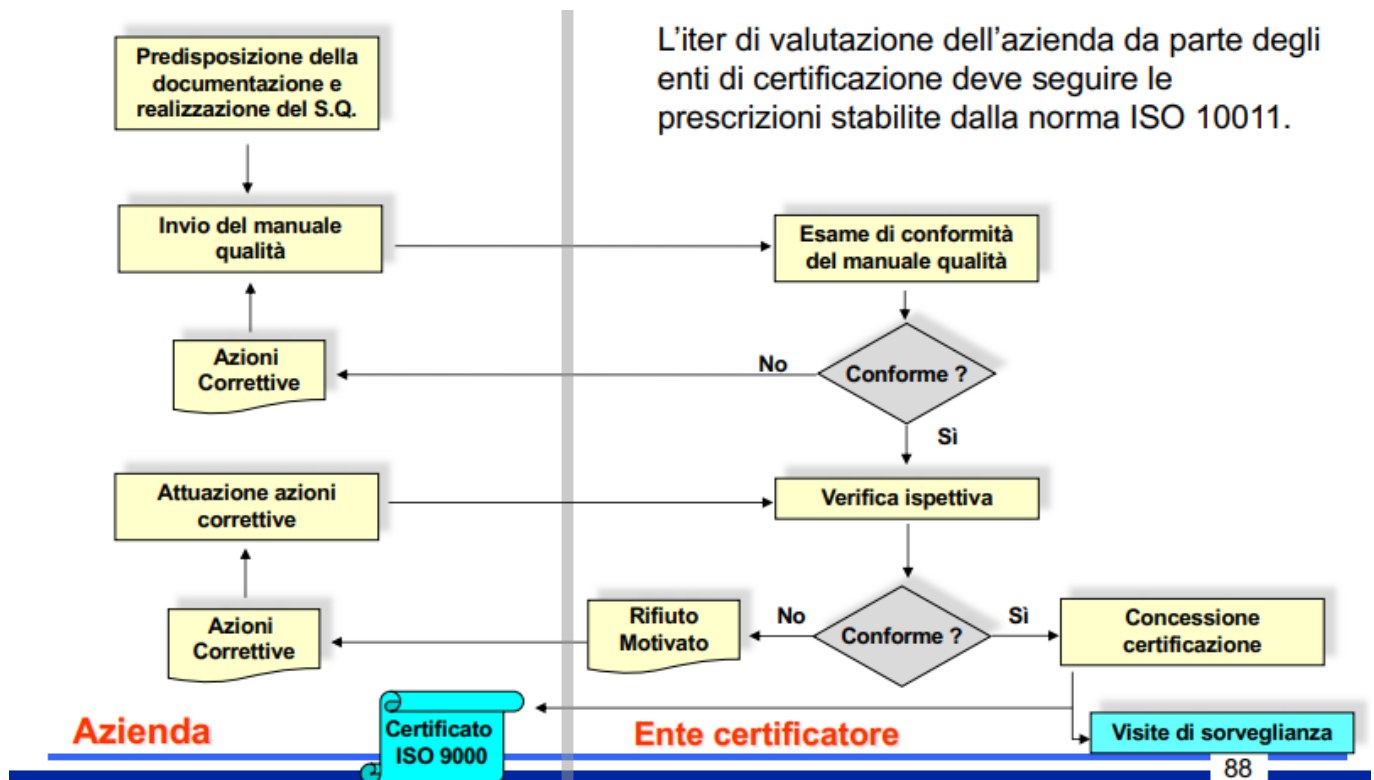 Predisposizione della
documentazione e
realizzazione del S.Q.
L'iter di valutazione dell'azienda da parte degli
enti di certificazione deve seguire le
prescrizioni stabilite dalla norma ISO 10011.
Invio del manuale
qualità
Esame di conformità
del manuale qualità
Azioni
Correttive
No
Conforme ?
Sì
Attuazione azioni
correttive
Verifica ispettiva
Azioni
Correttive
Rifiuto
Motivato
No
Conforme ?
Sì
Concessione
certificazione
Azienda
Certificato
ISO 9000
Ente certificatore
Visite di sorveglianza
88